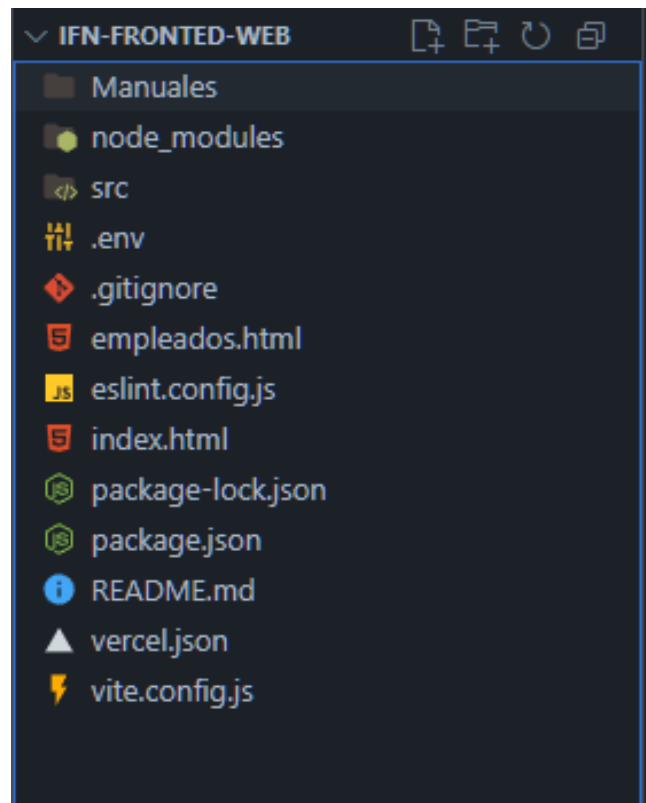 IFN-FRONTED-WEB
Manuales
node_modules
src
.env
.gitignore
empleados.html
JS eslint.config.js
index.html
package-lock.json
package.json
README.md
vercel.json
vite.config.js